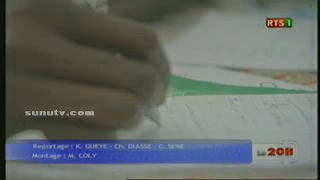 RTS1
sunutv.com
Reportage : K. GUEYE - Ch. DIASSE - C. SENE
Montage : M. COLY
LE 20H